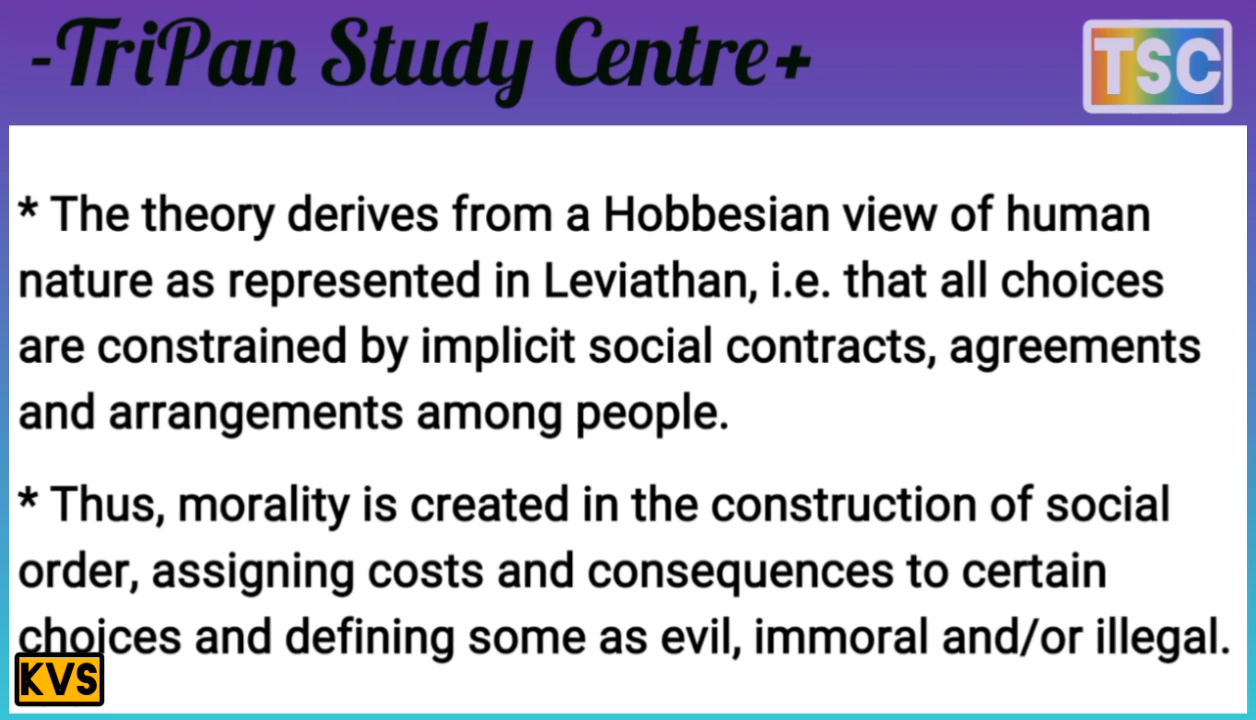 -TriPan Study Centre+
TSC
* The theory derives from a Hobbesian view of human
nature as represented in Leviathan, i.e. that all choices
are constrained by implicit social contracts, agreements
and arrangements among people.
* Thus, morality is created in the construction of social
order, assigning costs and consequences to certain
choices and defining some as evil, immoral and/or illegal.
KVS